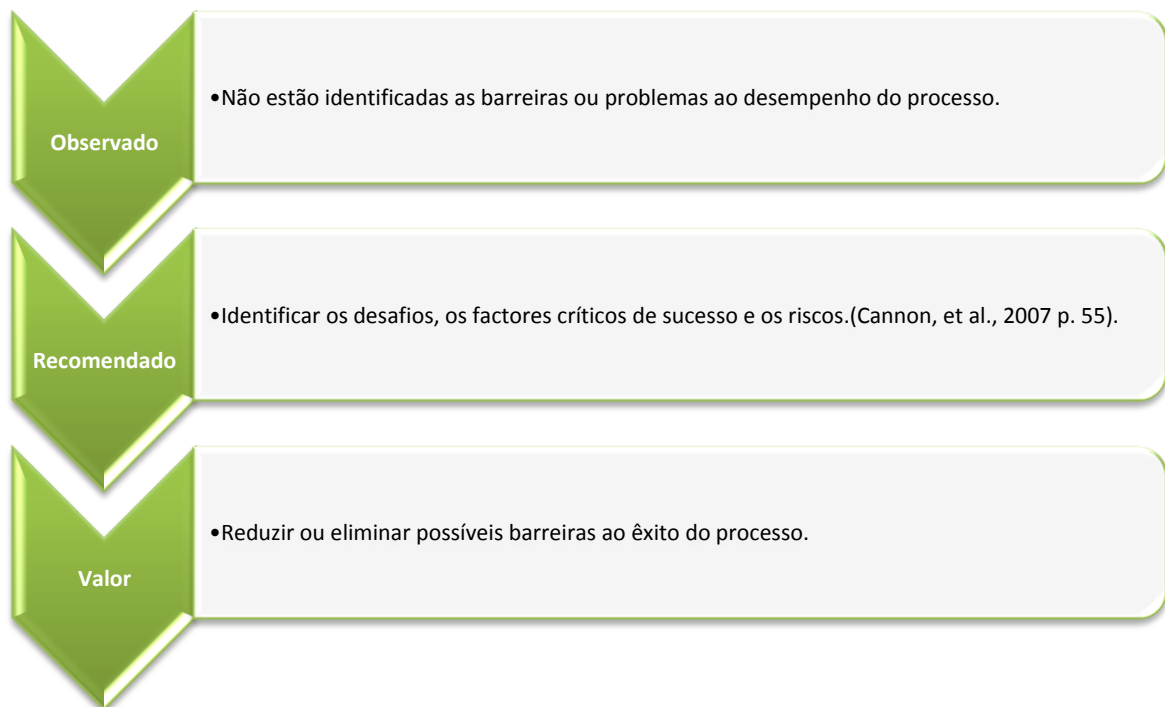 Observado
•Não estão identificadas as barreiras ou problemas ao desempenho do processo.
Recomendado
•Identificar os desafios, os factores críticos de sucesso e os riscos.(Cannon, et al., 2007 p. 55).
Valor
•Reduzir ou eliminar possíveis barreiras ao êxito do processo.